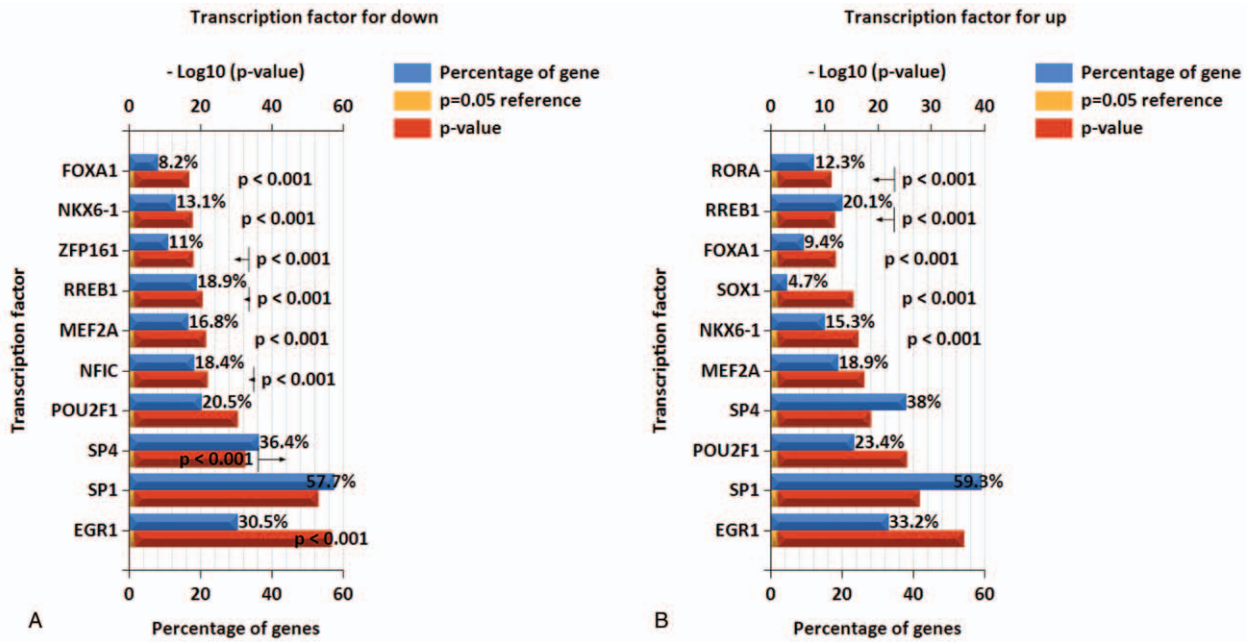 Transcription factor for down
- Log10 (p-value)
0 20 40 60
Percentage of gene
p=0.05 reference
p-value
Transcription factor
FOXA1 8.2% p < 0.001
NKX6-1 13.1% p < 0.001
ZFP161 11% p < 0.001
RREB1 18.9% p < 0.001
MEF2A 16.8% p < 0.001
NFIC 18.4% p < 0.001
POU2F1 20.5%
SP4 36.4% p < 0.001
SP1 57.7%
EGR1 30.5% p < 0.001
0 20 40 60
Percentage of genes
A
Transcription factor for up
- Log10 (p-value)
0 10 20 30 40
Percentage of gene
p=0.05 reference
p-value
Transcription factor
RORA 12.3% p < 0.001
RREB1 20.1% p < 0.001
FOXA1 9.4% p < 0.001
SOX1 4.7% p < 0.001
NKX6-1 15.3% p < 0.001
MEF2A 18.9%
SP4 38%
POU2F1 23.4%
SP1 59.3%
EGR1 33.2%
0 20 40 60
Percentage of genes
B